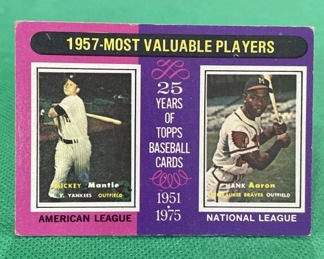 1957-MOST VALUABLE PLAYERS
25
YEARS
OF
TOPPS
BASEBALL
CARDS
1951
1975
MICKEY Mantle
N. Y. YANKEES OUTFIELD
AMERICAN LEAGUE
HANK Aaron
MILWAUKEE BRAVES OUTFIELD
NATIONAL LEAGUE